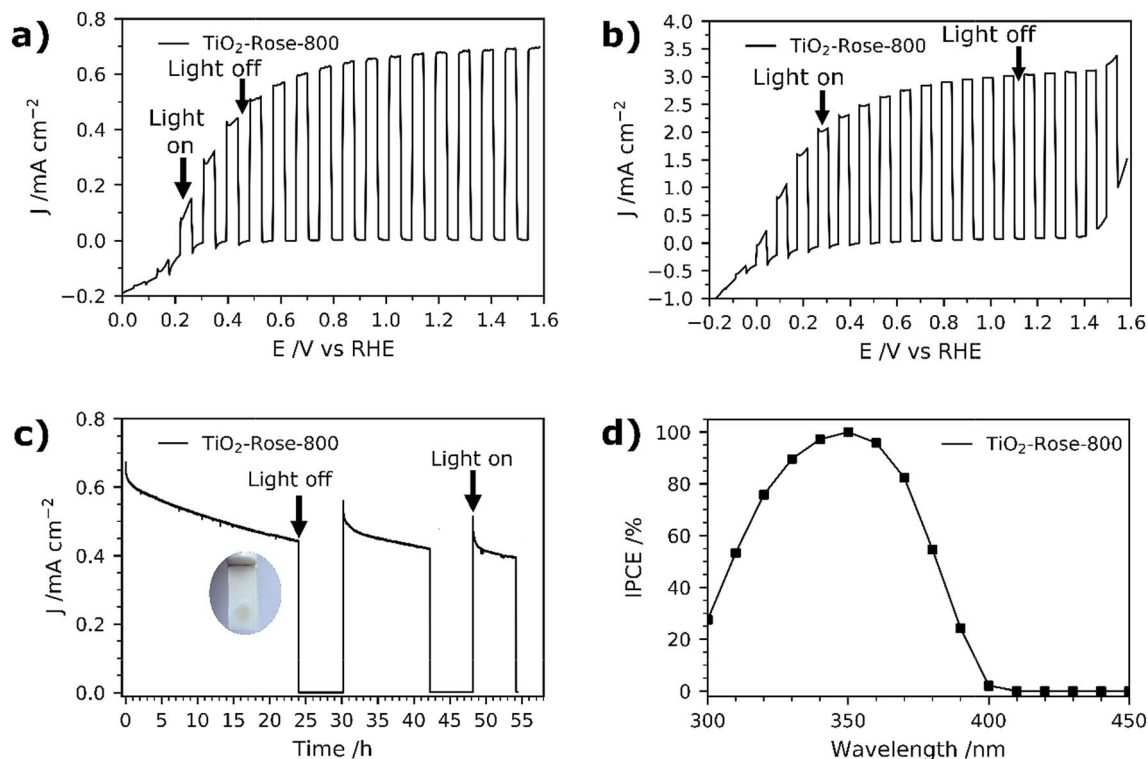 a)
TiO₂-Rose-800
Light off
Light
on
0.8
0.6
0.4
0.2
0.0
−0.2
J /mA cm⁻²
0.0 0.2 0.4 0.6 0.8 1.0 1.2 1.4 1.6
E /V vs RHE
b)
TiO₂-Rose-800
Light off
Light on
4.0
3.5
3.0
2.5
2.0
1.5
1.0
0.5
0.0
−0.5
−1.0
J /mA cm⁻²
−0.2 0.0 0.2 0.4 0.6 0.8 1.0 1.2 1.4 1.6
E /V vs RHE
c)
TiO₂-Rose-800
Light off
Light on
0.8
0.6
0.4
0.8
0.0
J /mA cm⁻²
0 5 10 15 20 25 30 35 40 45 50 55
Time /h
d)
TiO₂-Rose-800
100
80
60
40
20
0
IPCE /%
300 350 400 450
Wavelength /nm